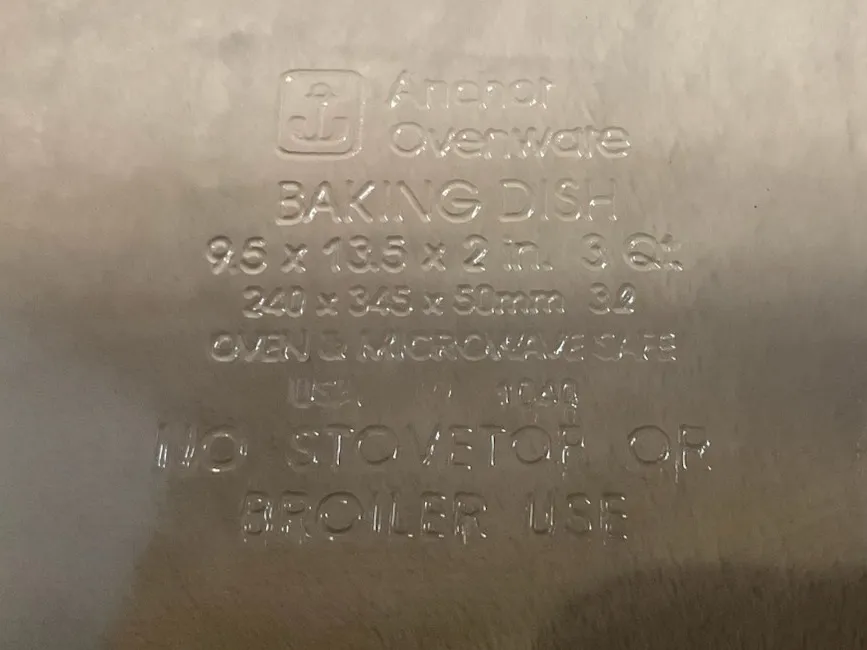 Anchor
Ovenware
BAKING DISH
9.5 x 13.5 x 2 in. 3 Qt.
240 x 345 x 50mm 3ℓ
OVEN & MICROWAVE SAFE
USA 1040
NO STOVETOP OR
BROILER USE